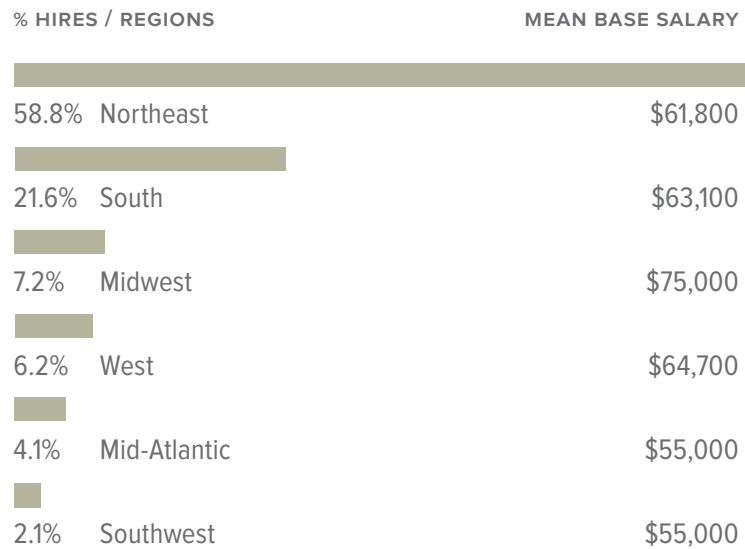 % HIRES / REGIONS MEAN BASE SALARY
58.8% Northeast $61,800
21.6% South $63,100
7.2% Midwest $75,000
6.2% West $64,700
4.1% Mid-Atlantic $55,000
2.1% Southwest $55,000